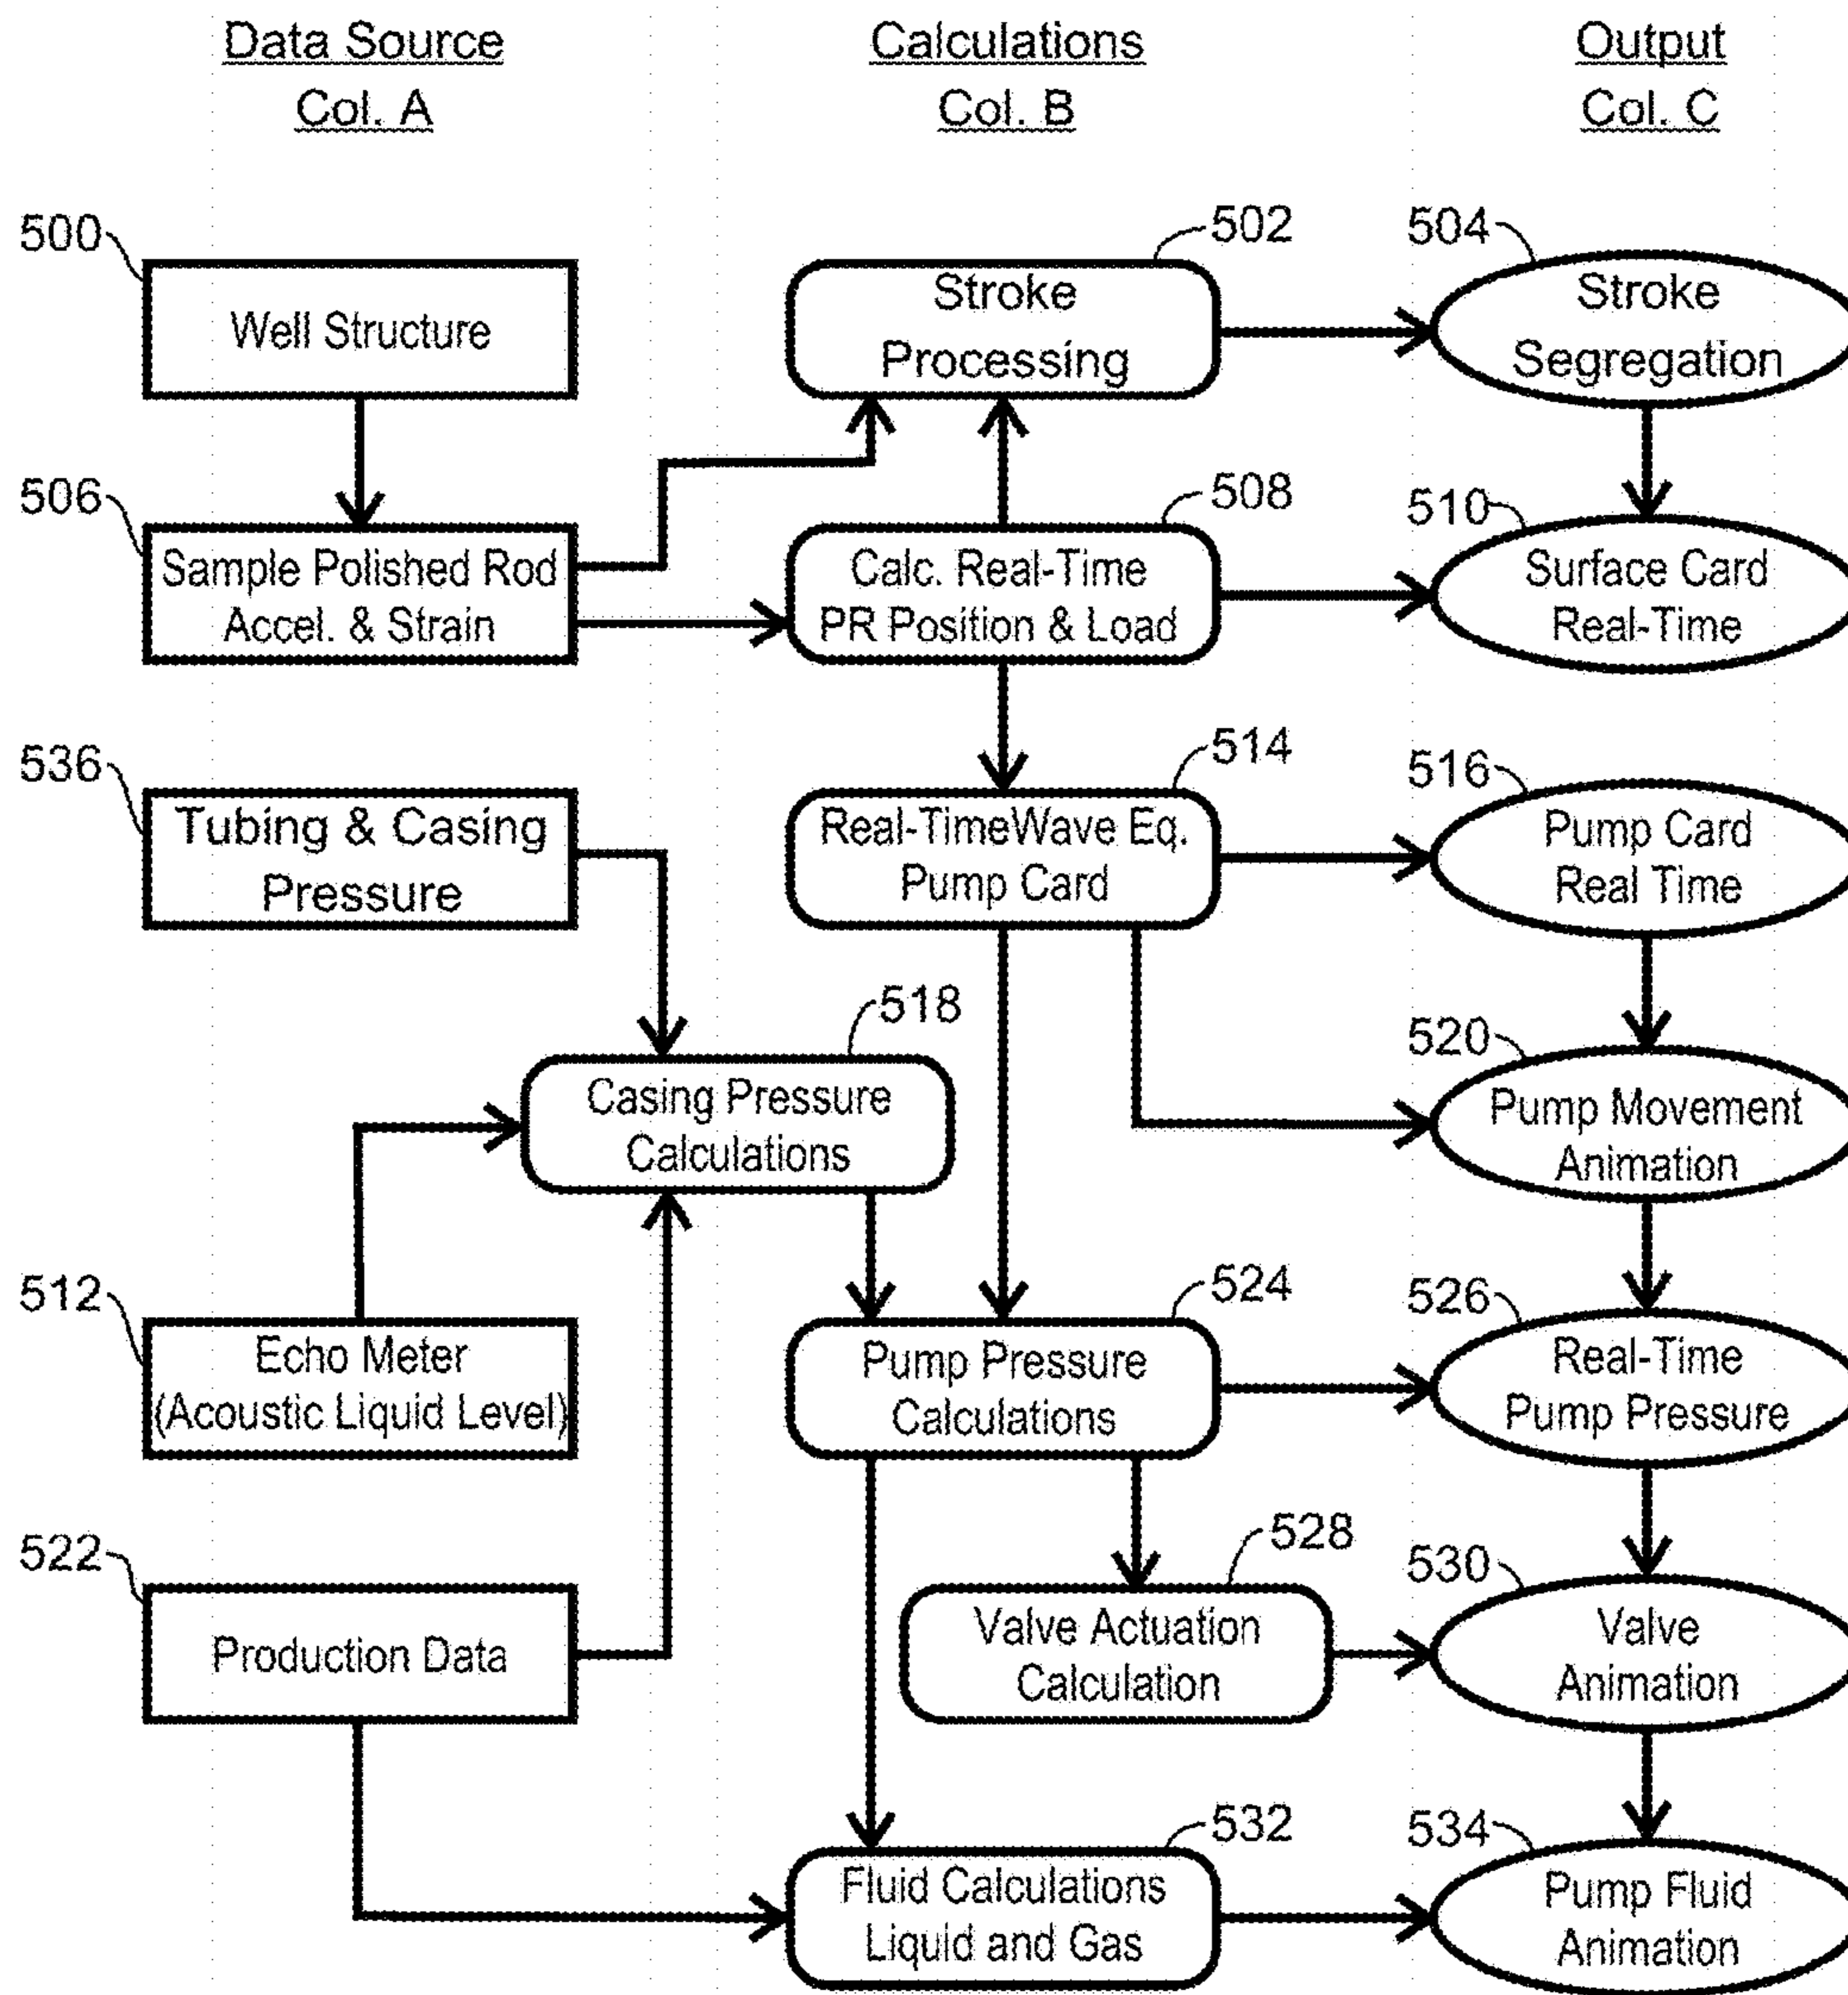 Data Source
Col. A
Calculations
Col. B
Output
Col. C
500
Well Structure
502
Stroke
Processing
504
Stroke
Segregation
506
Sample Polished Rod
Accel. & Strain
508
Calc. Real-Time
PR Position & Load
510
Surface Card
Real-Time
536
Tubing & Casing
Pressure
514
Real-TimeWave Eq.
Pump Card
516
Pump Card
Real Time
518
Casing Pressure
Calculations
520
Pump Movement
Animation
512
Echo Meter
(Acoustic Liquid Level)
524
Pump Pressure
Calculations
526
Real-Time
Pump Pressure
522
Production Data
528
Valve Actuation
Calculation
530
Valve
Animation
532
Fluid Calculations
Liquid and Gas
534
Pump Fluid
Animation